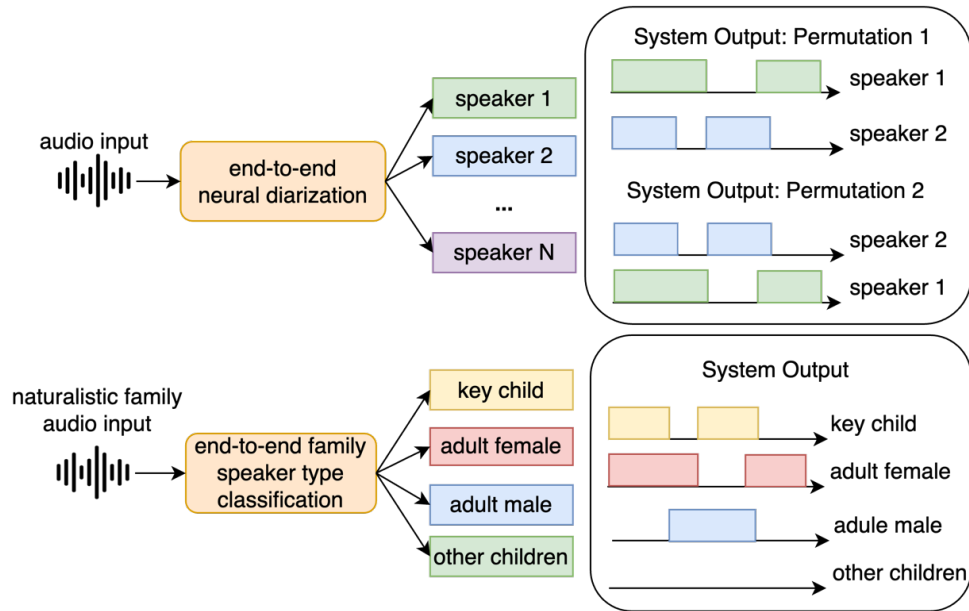 audio input
end-to-end
neural diarization
speaker 1
speaker 2
...
speaker N
System Output: Permutation 1
speaker 1
speaker 2
System Output: Permutation 2
speaker 2
speaker 1
naturalistic family
audio input
end-to-end family
speaker type
classification
key child
adult female
adult male
other children
System Output
key child
adult female
adule male
other children